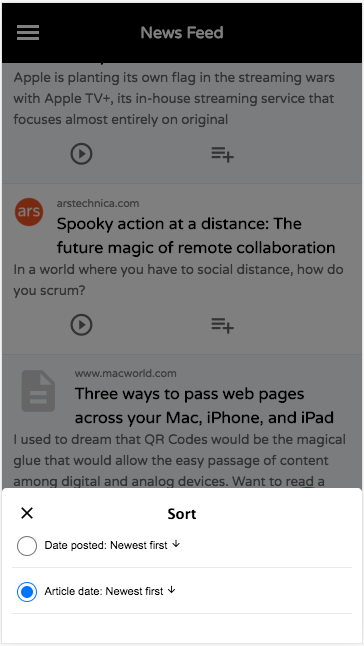 News Feed
Apple is planting its own flag in the streaming wars
with Apple TV+, its in-house streaming service that
focuses almost entirely on original
ars
arstechnica.com
Spooky action at a distance: The
future magic of remote collaboration
In a world where you have to social distance, how do
you scrum?
www.macworld.com
Three ways to pass web pages
across your Mac, iPhone, and iPad
I used to dream that QR Codes would be the magical
glue that would allow the easy passage of content
among digital and analog devices. Want to read a
Sort
Date posted: Newest first ↓
Article date: Newest first ↓